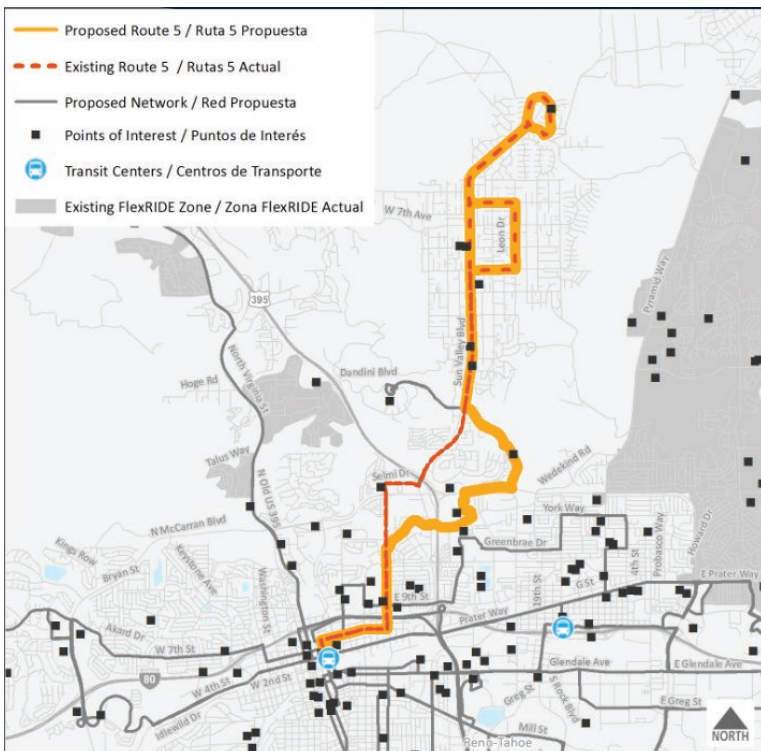 Proposed Route 5 / Ruta 5 Propuesta
Existing Route 5 / Rutas 5 Actual
Proposed Network / Red Propuesta
Points of Interest / Puntos de Interés
Transit Centers / Centros de Transporte
Existing FlexRIDE Zone / Zona FlexRIDE Actual
W 7th Ave
Leon Dr
Pyramid Way
395
Sun Valley Blvd
North Virginia St
Dandini Blvd
Hoge Rd
Talus Way
Wedekind Rd
Selmi Dr
N Old US 395
York Way
N McCarran Blvd
Howard Dr
Probasco Way
Greenbrae Dr
4th St
Kings Row
Bryan St
Keystone Ave
Washington St
19th St
G St
E Prater Way
E 9th St
Prater Way
Akard Dr
W 7th St
Glendale Ave
E Glendale Ave
80
W 4th St
W 2nd St
Idlewild Dr
Greg St
S Rock Blvd
E Greg St
Mill St
Reno-Tahoe
NORTH